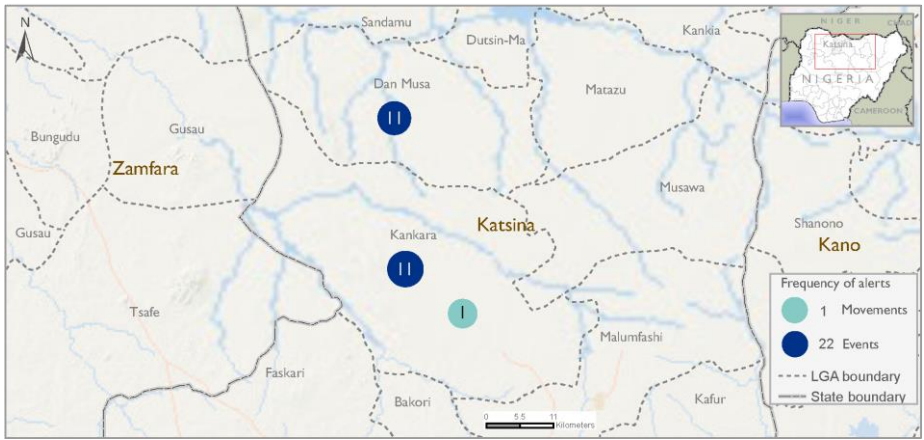 N
Sandamu
Dutsin-Ma
Kankia
NIGER
CHAD
Katsina
NIGERIA
CAMEROON
Dan Musa
11
Matazu
Bungudu
Gusau
Zamfara
Musawa
Gusau
Kankara
Katsina
Shanono
Kano
11
1
Tsafe
Malumfashi
Faskari
Bakori
Kafur
Frequency of alerts
1 Movements
22 Events
LGA boundary
State boundary
0 5.5 11
Kilometers